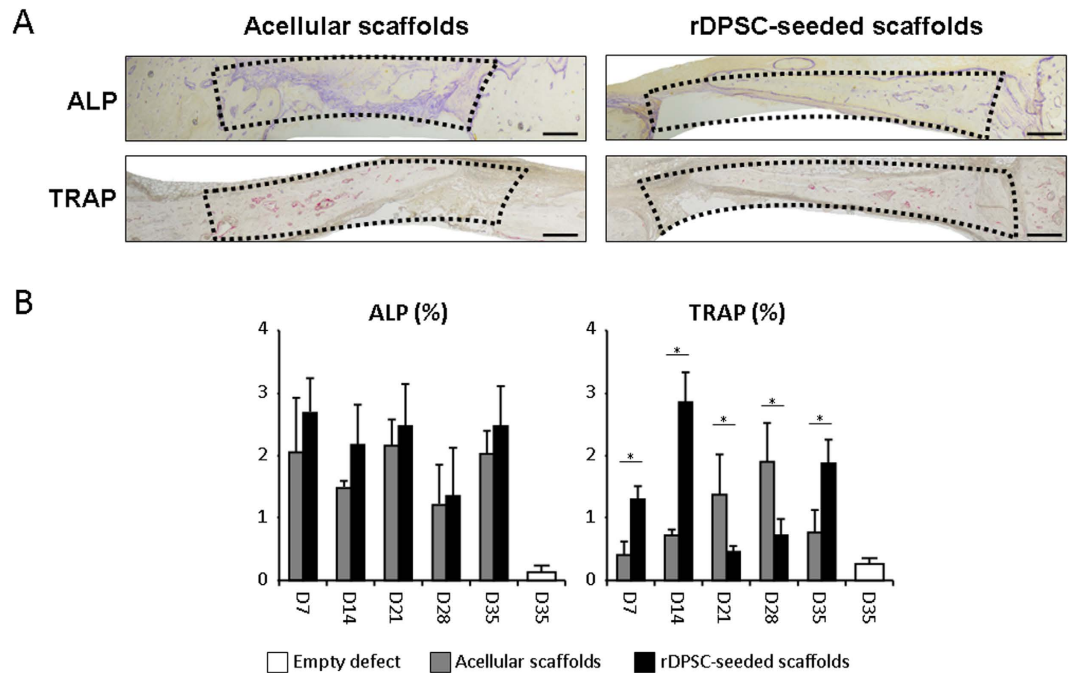 A
Acellular scaffolds
rDPSC-seeded scaffolds
ALP
TRAP
B
ALP (%)
TRAP (%)
4
3
2
1
0
D7
D14
D21
D28
D35
D35
4
3
2
1
0
*
*
*
*
*
D7
D14
D21
D28
D35
D35
Empty defect
Acellular scaffolds
rDPSC-seeded scaffolds